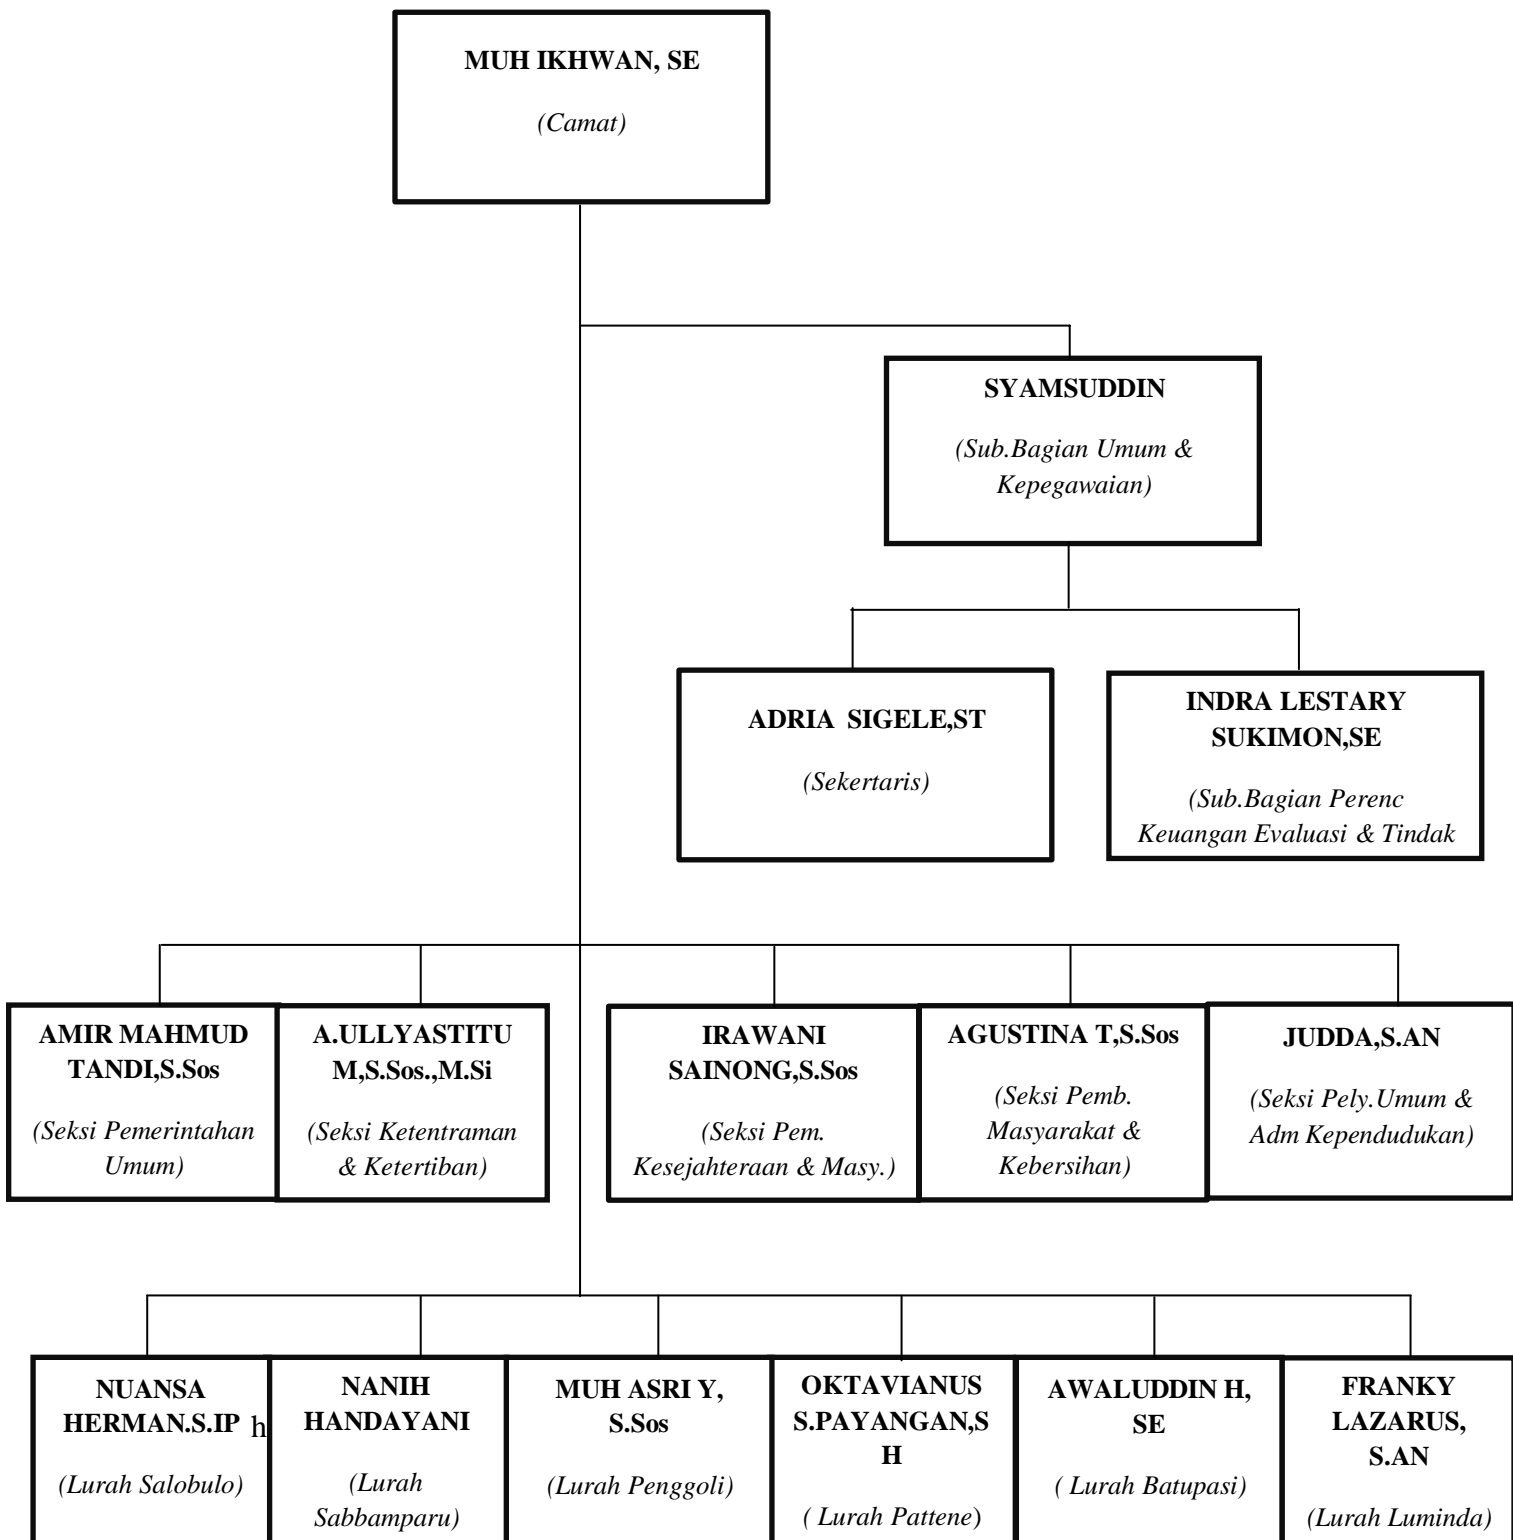 MUH IKHWAN, SE
(Camat)
SYAMSUDDIN
(Sub.Bagian Umum &
Kepegawaian)
ADRIA SIGELE,ST
(Sekertaris)
INDRA LESTARY
SUKIMON,SE
(Sub.Bagian Perenc
Keuangan Evaluasi & Tindak
AMIR MAHMUD
TANDI,S.Sos
(Seksi Pemerintahan
Umum)
A.ULLYASTITU
M,S.Sos.,M.Si
(Seksi Ketentraman
& Ketertiban)
IRAWANI
SAINONG,S.Sos
(Seksi Pem.
Kesejahteraan & Masy.)
AGUSTINA T,S.Sos
(Seksi Pemb.
Masyarakat &
Kebersihan)
JUDDA,S.AN
(Seksi Pely.Umum &
Adm Kependudukan)
NUANSA
HERMAN.S.IP h
(Lurah Salobulo)
NANIH
HANDAYANI
(Lurah
Sabbamparu)
MUH ASRI Y,
S.Sos
(Lurah Penggoli)
OKTAVIANUS
S.PAYANGAN,S
H
( Lurah Pattene)
AWALUDDIN H,
SE
( Lurah Batupasi)
FRANKY
LAZARUS,
S.AN
(Lurah Luminda)